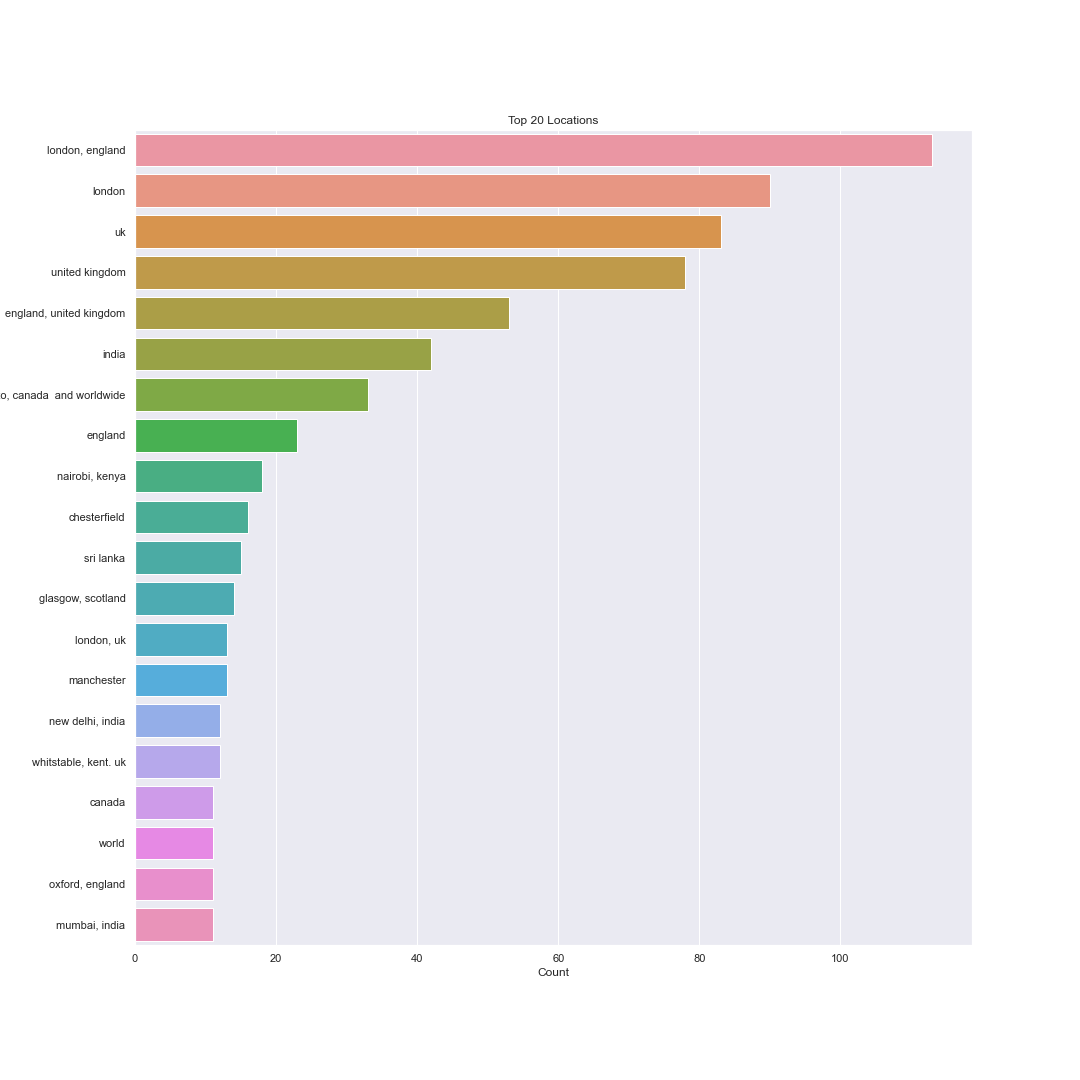 Top 20 Locations
london, england
london
uk
united kingdom
england, united kingdom
india
o, canada  and worldwide
england
nairobi, kenya
chesterfield
sri lanka
glasgow, scotland
london, uk
manchester
new delhi, india
whitstable, kent. uk
canada
world
oxford, england
mumbai, india
0 20 40 60 80 100
Count